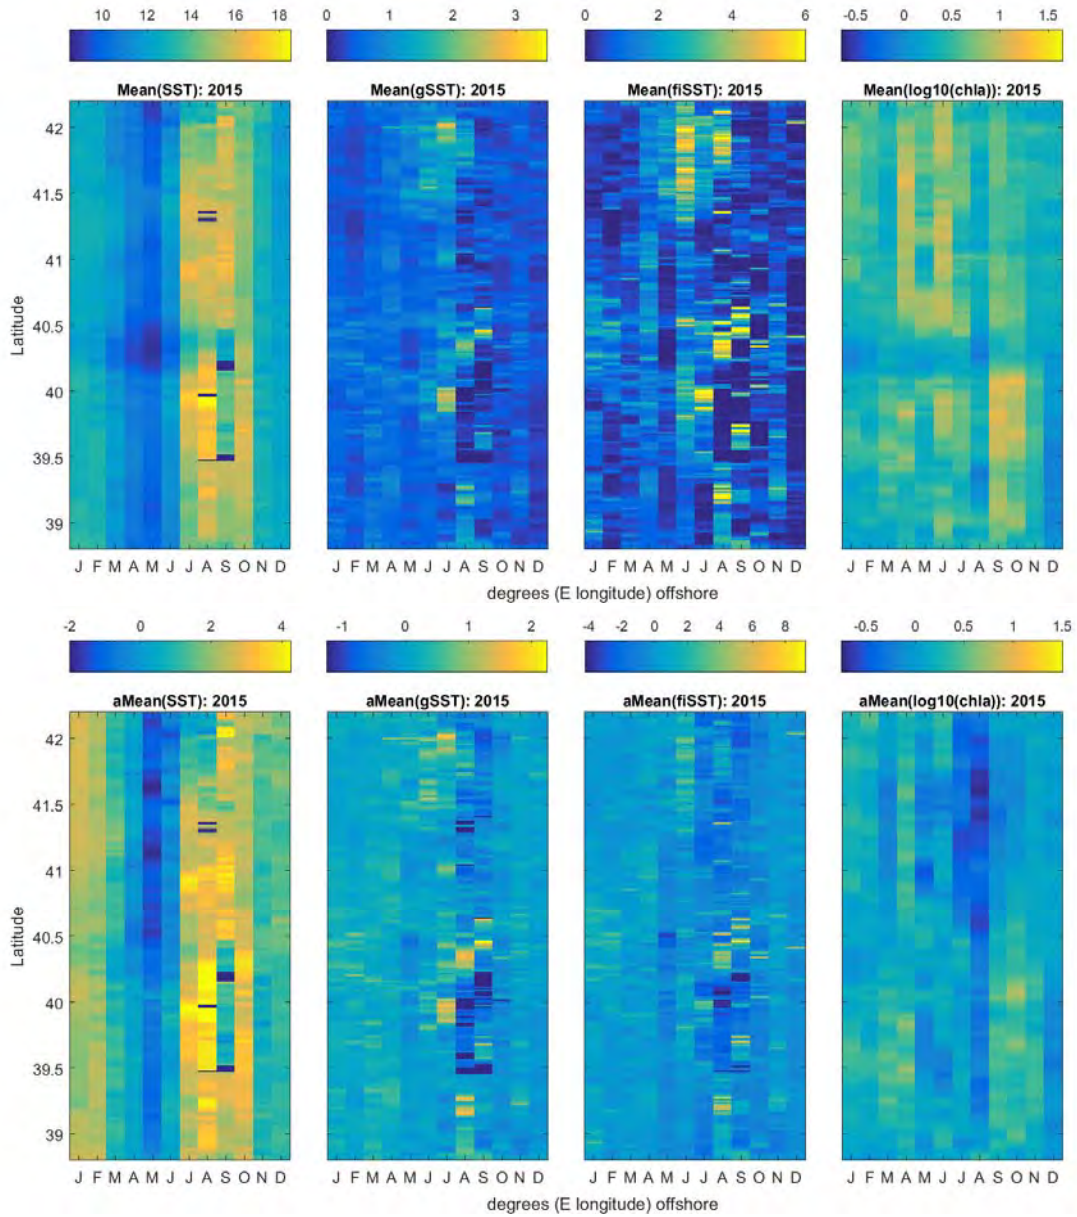 10 12 14 16 18
0 1 2 3
0 2 4 6
-0.5 0 0.5 1 1.5
Mean(SST): 2015
Mean(gSST): 2015
Mean(fiSST): 2015
Mean(log10(chla)): 2015
42
41.5
41
40.5
40
39.5
39
Latitude
J F M A M J J A S O N D
J F M A M J J A S O N D
J F M A M J J A S O N D
J F M A M J J A S O N D
degrees (E longitude) offshore
-2 0 2 4
-1 0 1 2
-4 -2 0 2 4 6 8
-0.5 0 0.5 1 1.5
aMean(SST): 2015
aMean(gSST): 2015
aMean(fiSST): 2015
aMean(log10(chla)): 2015
42
41.5
41
40.5
40
39.5
39
Latitude
J F M A M J J A S O N D
J F M A M J J A S O N D
J F M A M J J A S O N D
J F M A M J J A S O N D
degrees (E longitude) offshore